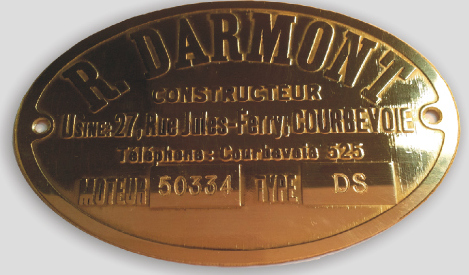 R. DARMONT
CONSTRUCTEUR
Usine: 27, Rue Jules-Ferry, COURBEVOIE
Téléphone: Courbevoie 525
MOTEUR 50334 TYPE DS